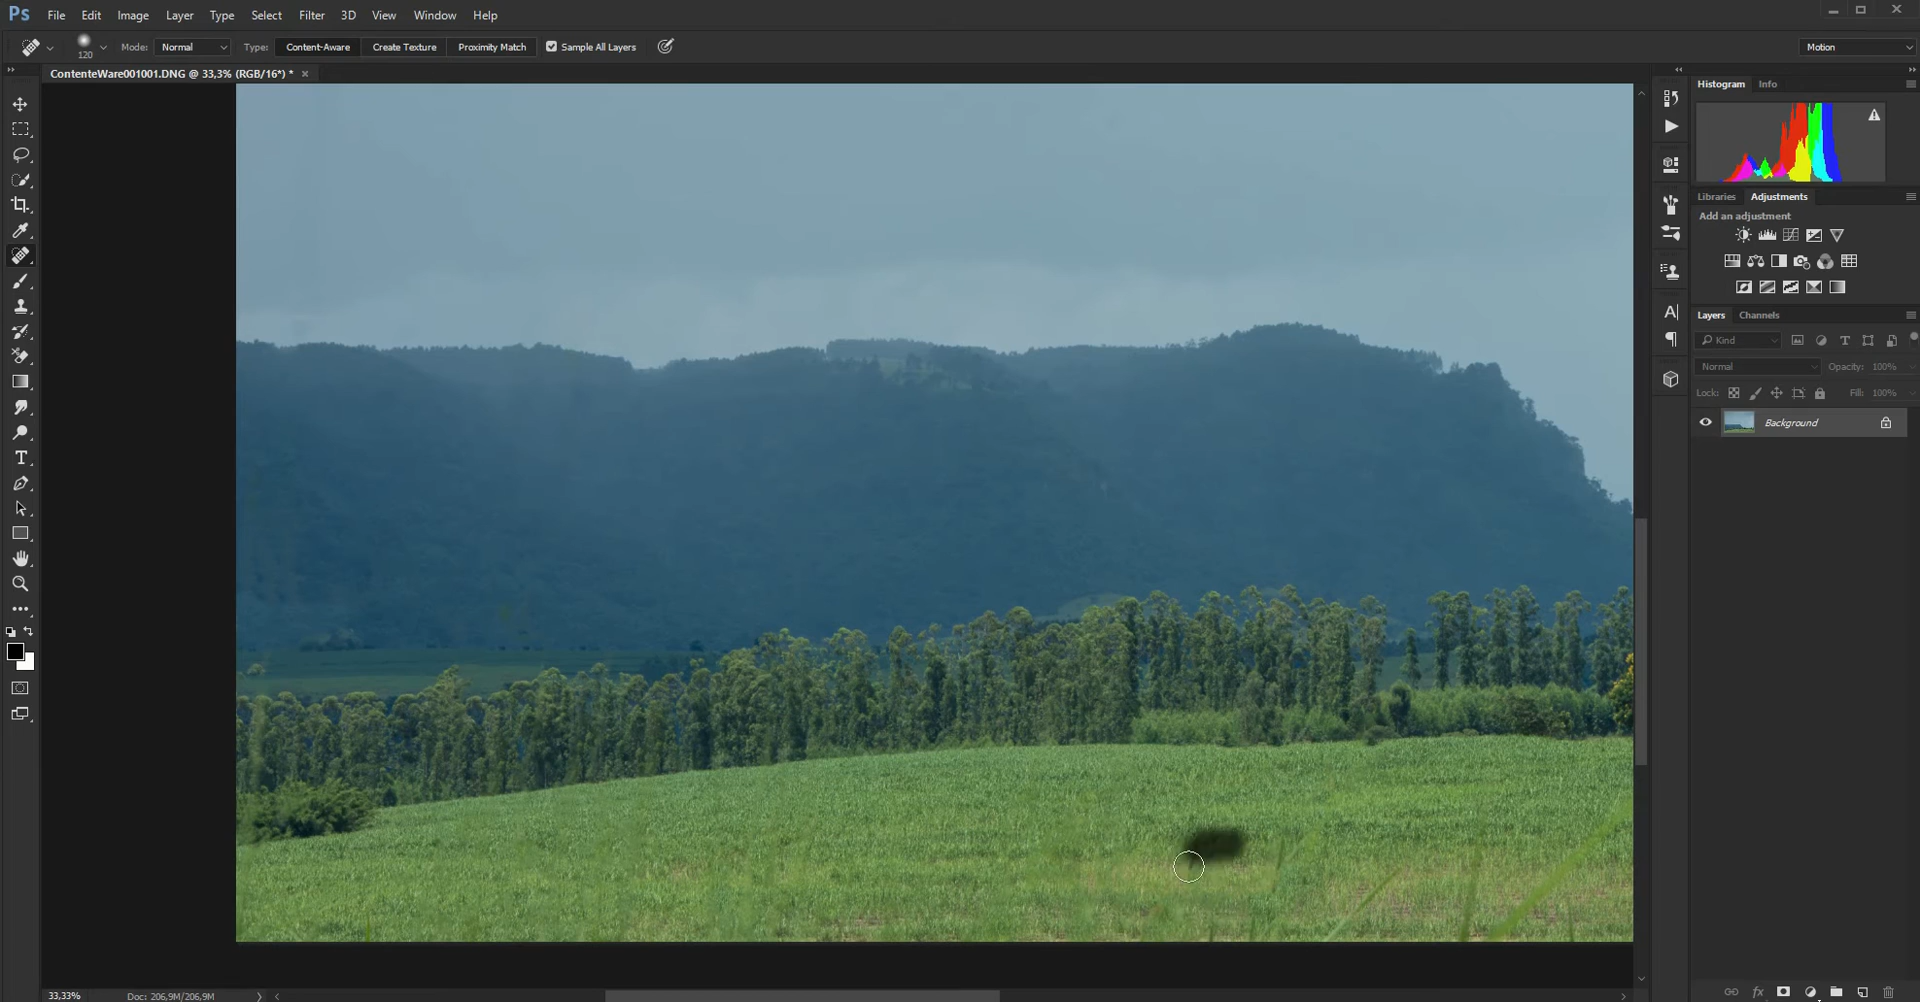 Ps File Edit Image Layer Type Select Filter 3D View Window Help
120 Mode: Normal Type: Content-Aware Create Texture Proximity Match Sample All Layers Motion
ContenteWare001001.DNG @ 33,3% (RGB/16*) *
Histogram Info
Libraries Adjustments
Add an adjustment
Layers Channels
Kind
Normal Opacity: 100%
Lock: Fill: 100%
Background
33,33% Doc: 206,9M/206,9M